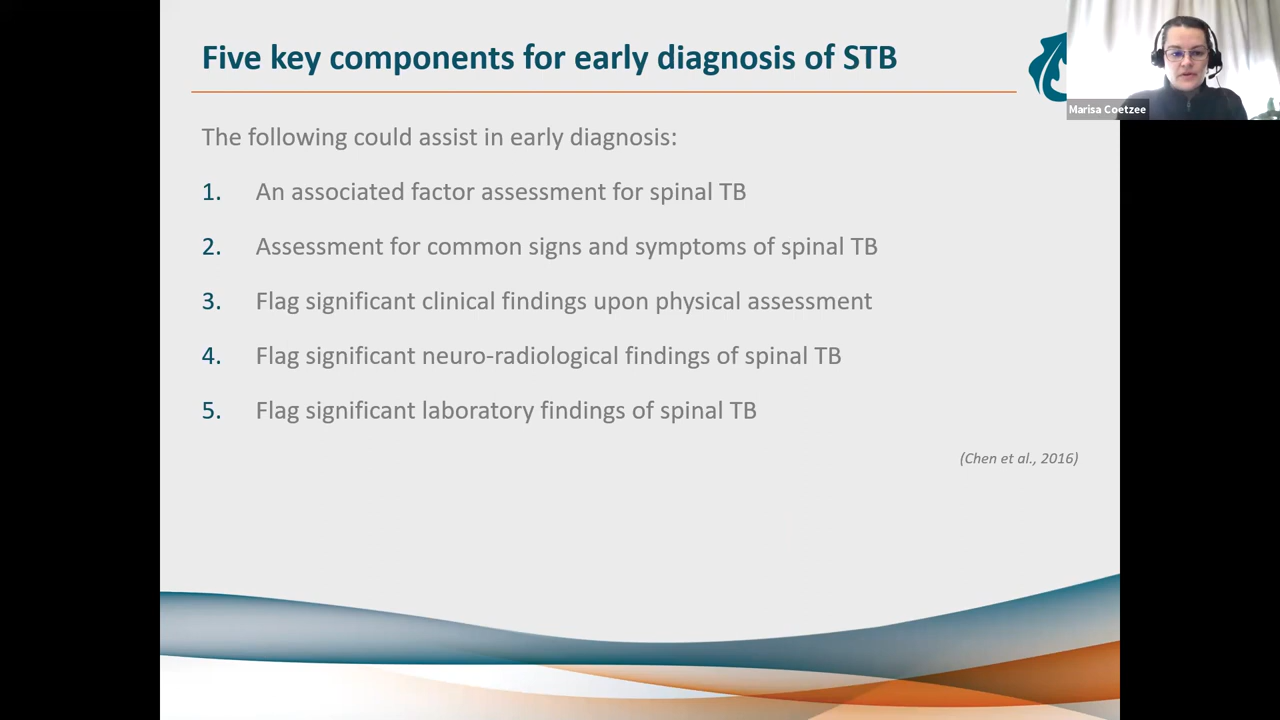 Five key components for early diagnosis of STB
Marisa Coetzee
The following could assist in early diagnosis:
1. An associated factor assessment for spinal TB
2. Assessment for common signs and symptoms of spinal TB
3. Flag significant clinical findings upon physical assessment
4. Flag significant neuro-radiological findings of spinal TB
5. Flag significant laboratory findings of spinal TB
(Chen et al., 2016)